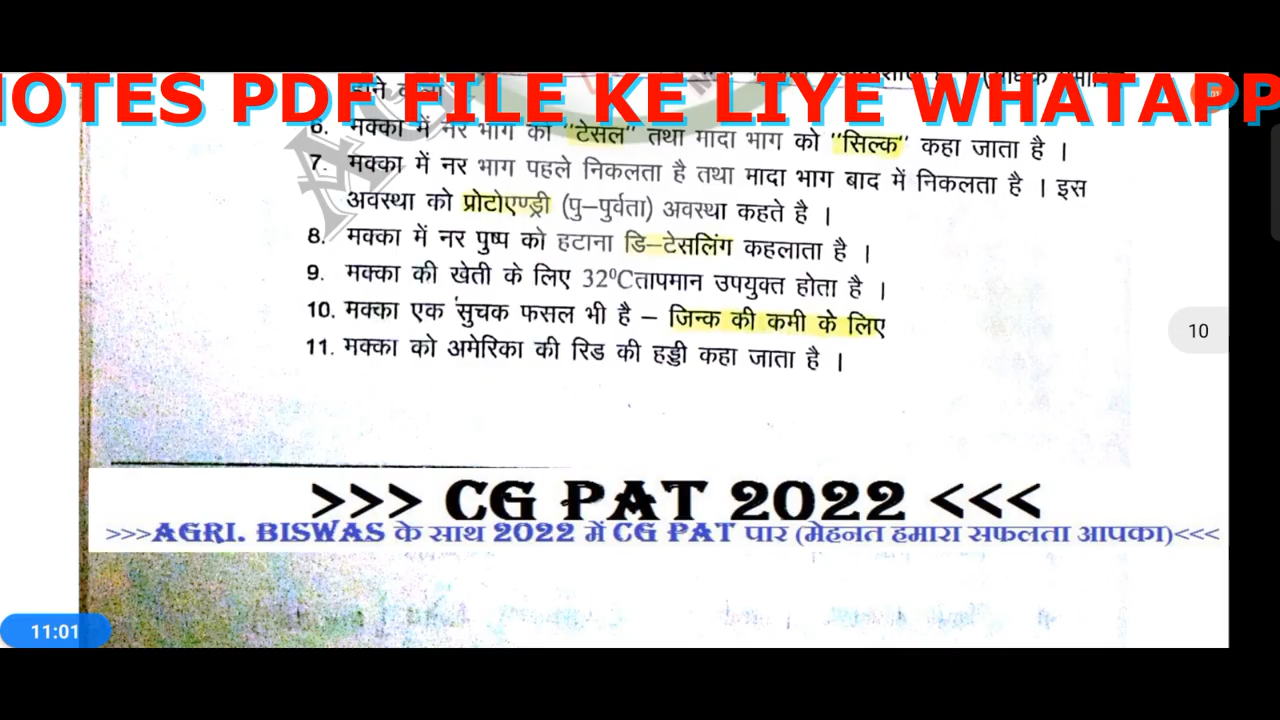 NOTES PDF FILE KE LIYE WHATAPP
6. मक्का में नर भाग को "टेसल" तथा मादा भाग को "सिल्क" कहा जाता है ।
7. मक्का में नर भाग पहले निकलता है तथा मादा भाग बाद में निकलता है । इस
अवस्था को प्रोटोएण्ड्री (पु–पुर्वता) अवस्था कहते है ।
8. मक्का में नर पुष्प को हटाना डि–टेसलिंग कहलाता है ।
9. मक्का की खेती के लिए 32⁰Cतापमान उपयुक्त होता है ।
10. मक्का एक सुचक फसल भी है – जिन्क की कमी के लिए
10
11. मक्का को अमेरिका की रिड की हड्डी कहा जाता है ।
>>> CG PAT 2022 <<<
>>>AGRI. BISWAS के साथ 2022 में CG PAT पार (मेहनत हमारा सफलता आपका)<<<
11:01